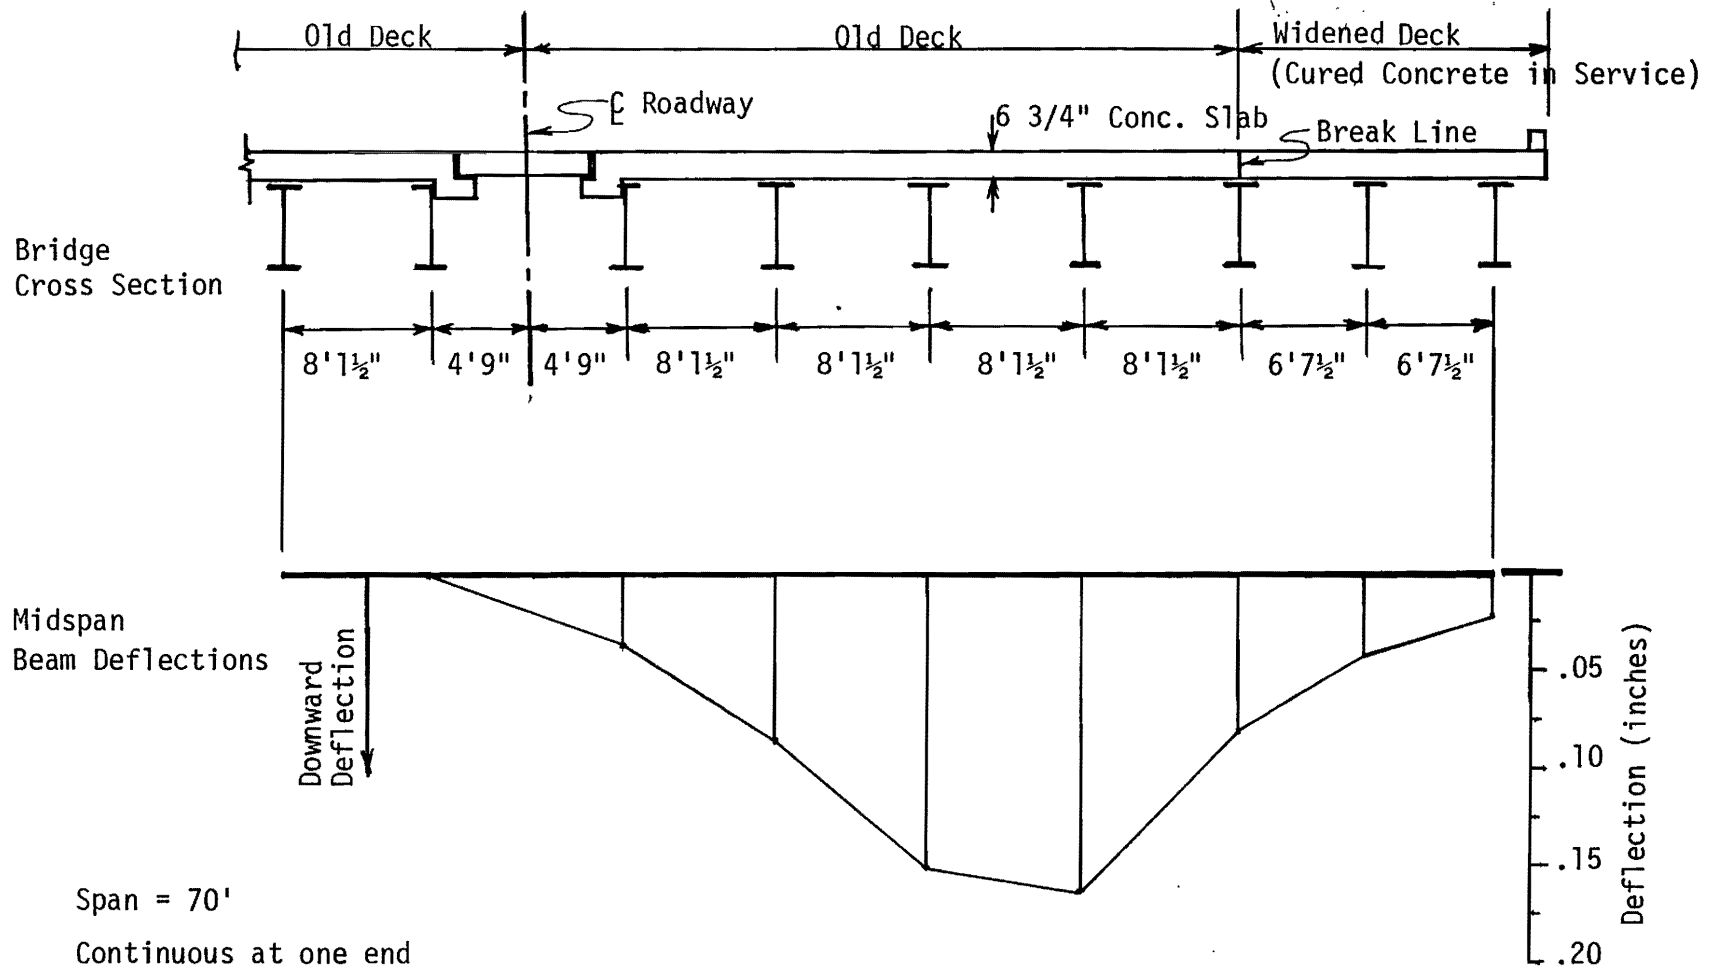 Old Deck
Old Deck
Widened Deck
(Cured Concrete in Service)
℄ Roadway
6 3/4" Conc. Slab
Break Line
Bridge
Cross Section
8'1½" 4'9" 4'9" 8'1½" 8'1½" 8'1½" 8'1½" 6'7½" 6'7½"
Midspan
Beam Deflections
Downward
Deflection
.05
.10
.15
.20
Deflection (inches)
Span = 70'
Continuous at one end